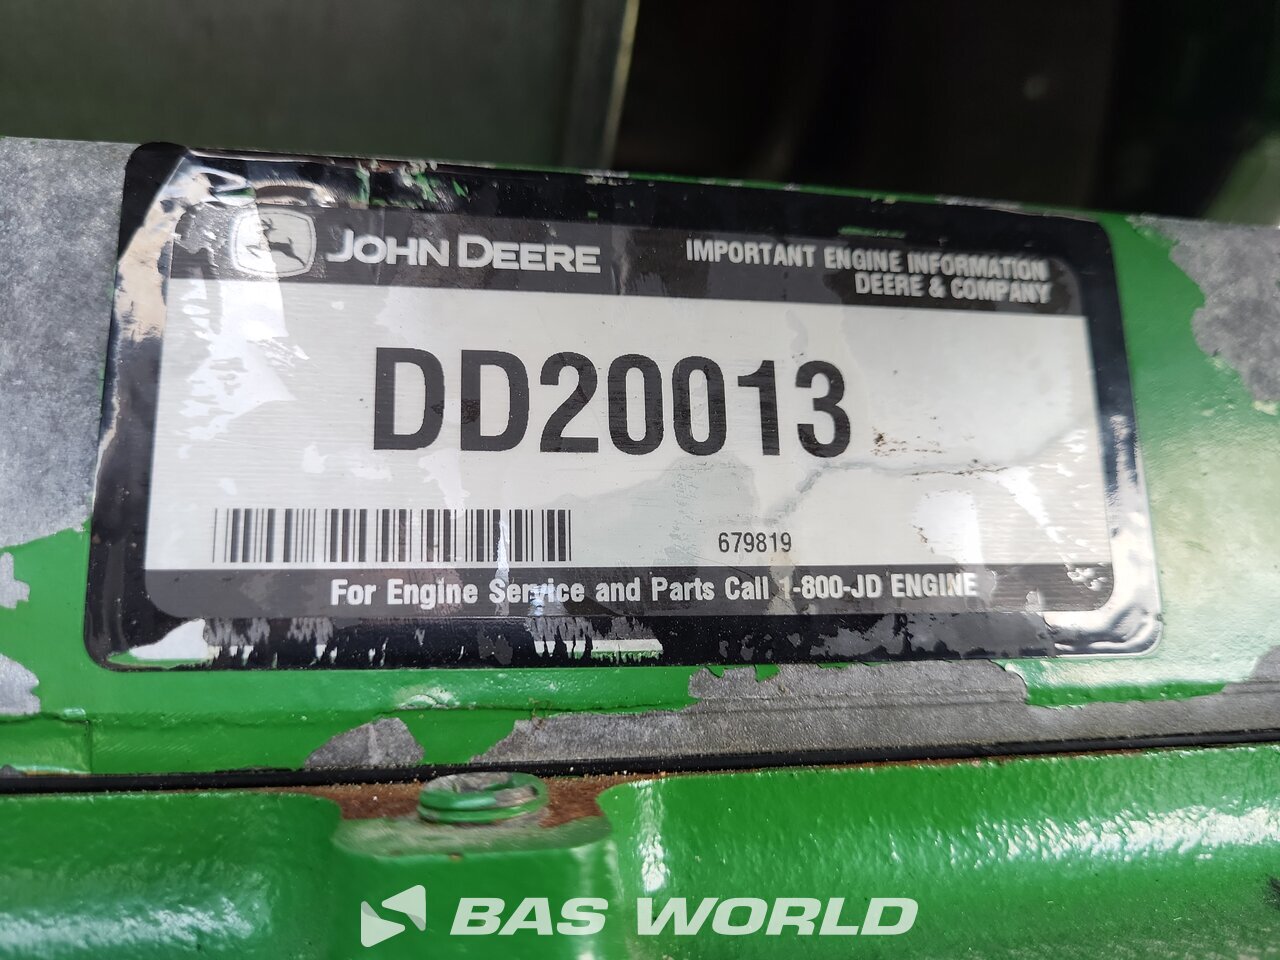 JOHN DEERE
IMPORTANT ENGINE INFORMATION
DEERE & COMPANY
DD20013
679819
For Engine Service and Parts Call 1-800-JD ENGINE
BAS WORLD